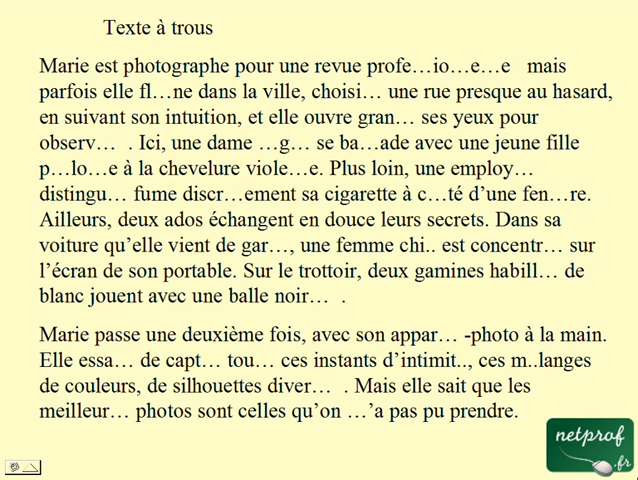 Texte à trous
Marie est photographe pour une revue profe…io…e…e mais
parfois elle fl…ne dans la ville, choisi… une rue presque au hasard,
en suivant son intuition, et elle ouvre gran… ses yeux pour
observ… . Ici, une dame …g… se ba…ade avec une jeune fille
p…lo…e à la chevelure viole…e. Plus loin, une employ…
distingu… fume discr…ement sa cigarette à c…té d’une fen…re.
Ailleurs, deux ados échangent en douce leurs secrets. Dans sa
voiture qu’elle vient de gar…, une femme chi.. est concentr… sur
l’écran de son portable. Sur le trottoir, deux gamines habill… de
blanc jouent avec une balle noir… .
Marie passe une deuxième fois, avec son appar… -photo à la main.
Elle essa… de capt… tou… ces instants d’intimit.., ces m..langes
de couleurs, de silhouettes diver… . Mais elle sait que les
meilleur… photos sont celles qu’on …’a pas pu prendre.
netprof
.fr